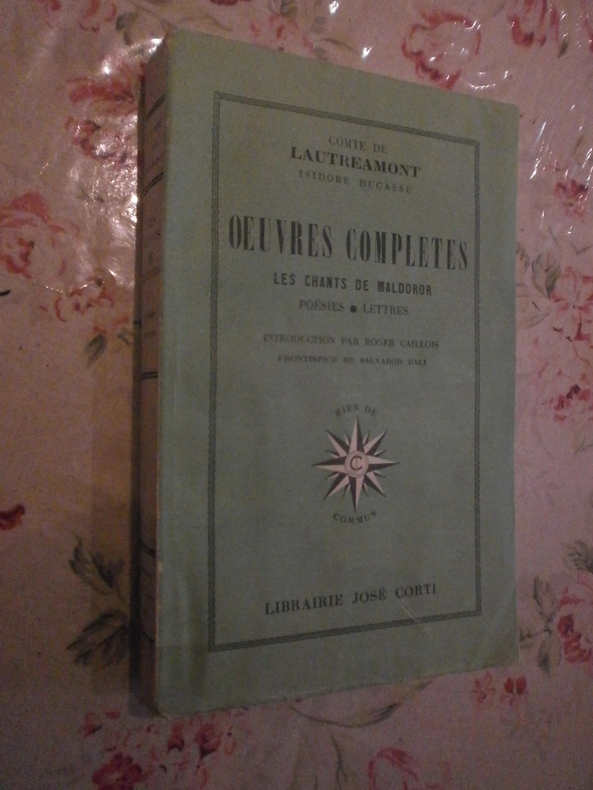 COMTE DE
LAUTREAMONT
ISIDORE DUCASSE
OEUVRES COMPLETES
LES CHANTS DE MALDOROR
POÉSIES ● LETTRES
INTRODUCTION PAR ROGER CAILLOIS
FRONTISPICE DE SALVADOR DALI
RIEN DE
C
COMMUN
LIBRAIRIE JOSÉ CORTI